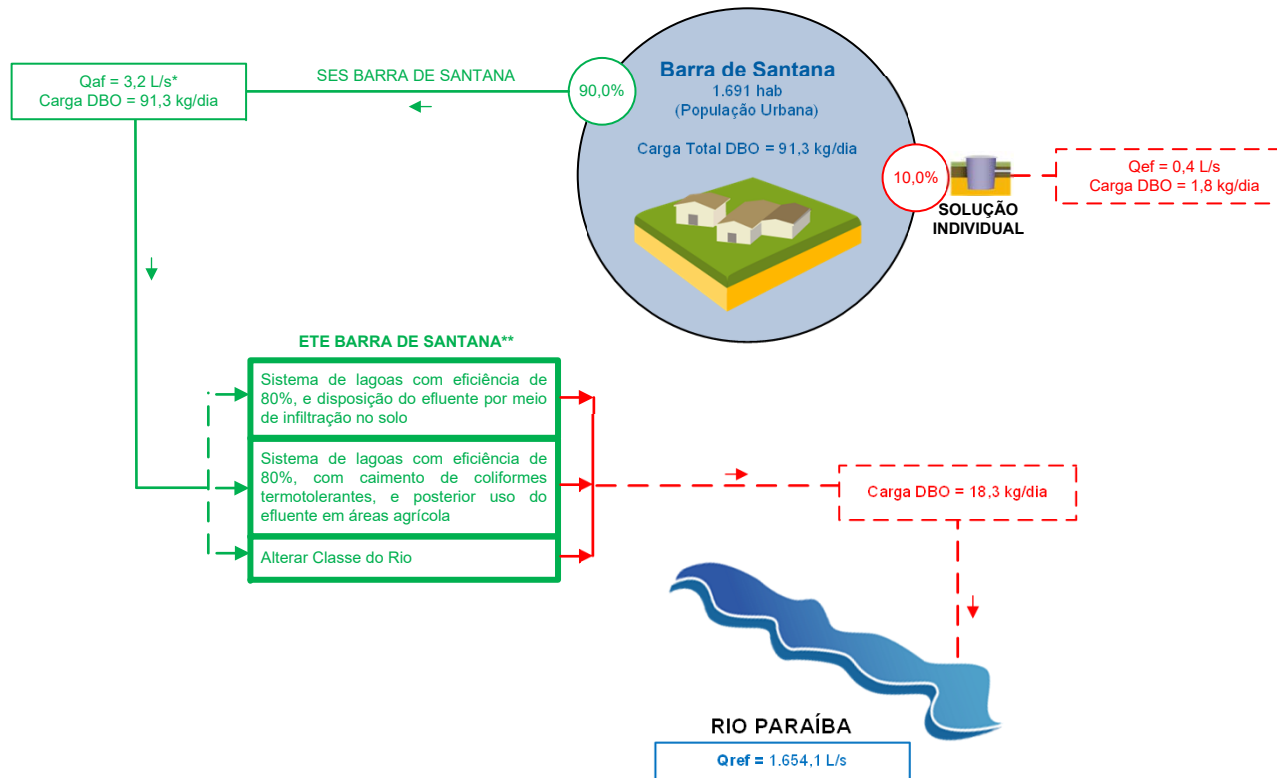 Barra de Santana
1.691 hab
(População Urbana)
Carga Total DBO = 91,3 kg/dia
SES BARRA DE SANTANA
90,0%
Qaf = 3,2 L/s*
Carga DBO = 91,3 kg/dia
10,0%
SOLUÇÃO
INDIVIDUAL
Qef = 0,4 L/s
Carga DBO = 1,8 kg/dia
ETE BARRA DE SANTANA**
Sistema de lagoas com eficiência de
80%, e disposição do efluente por meio
de infiltração no solo
Sistema de lagoas com eficiência de
80%, com caimento de coliformes
termotolerantes, e posterior uso do
efluente em áreas agrícola
Alterar Classe do Rio
Carga DBO = 18,3 kg/dia
RIO PARAÍBA
Qref = 1.654,1 L/s